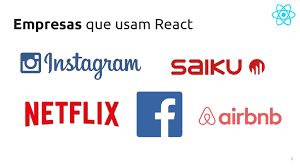 Empresas que usam React
Instagram
SAIKU
NETFLIX
f
airbnb